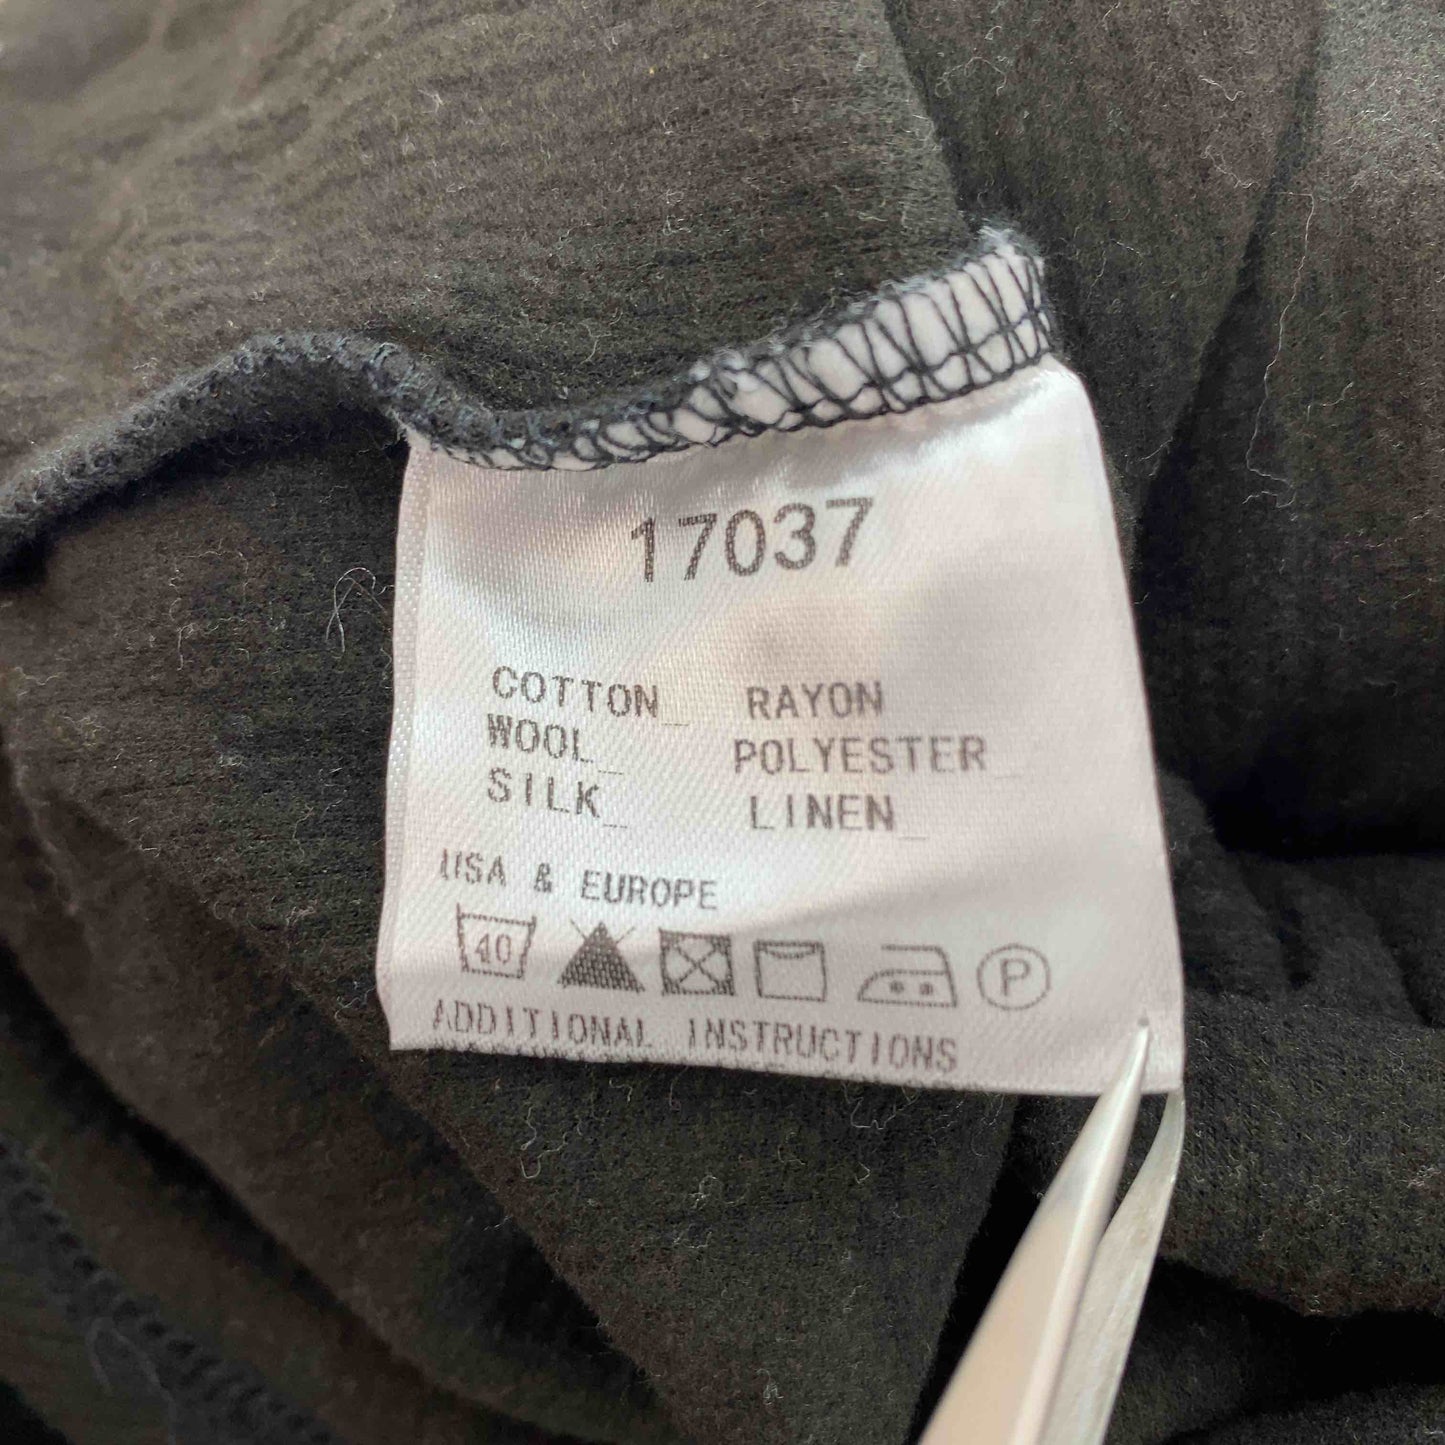 17037
COTTON_ RAYON
WOOL_ POLYESTER_
SILK_ LINEN_
USA & EUROPE
40 P
ADDITIONAL INSTRUCTIONS